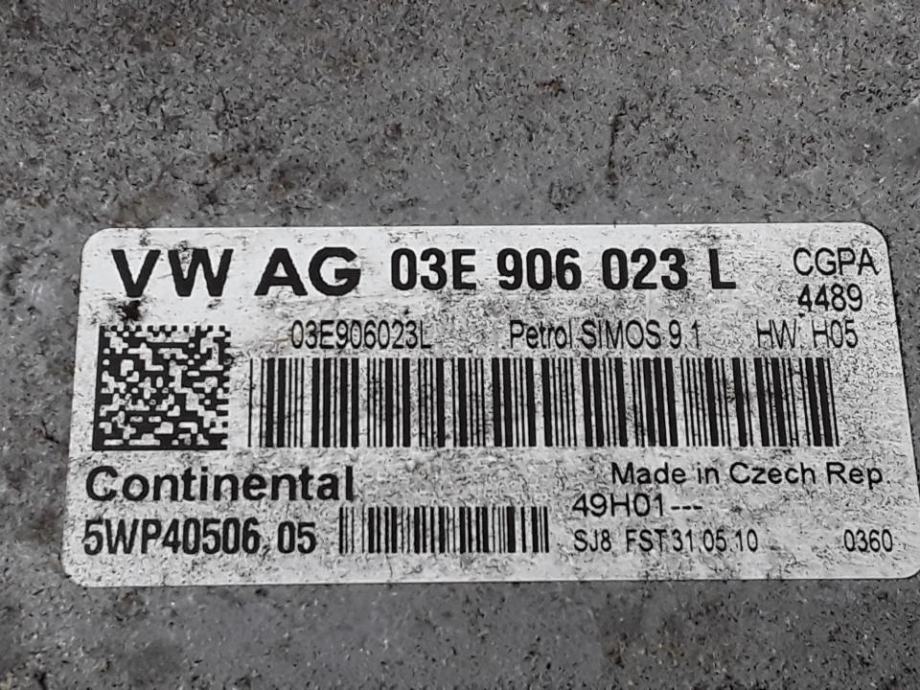 VW AG 03E 906 023 L CGPA
4489
03E906023L Petrol SIMOS 9.1 HW: H05
Continental Made in Czech Rep.
49H01---
5WP40506 05 SJ8 FST 31.05.10 0360